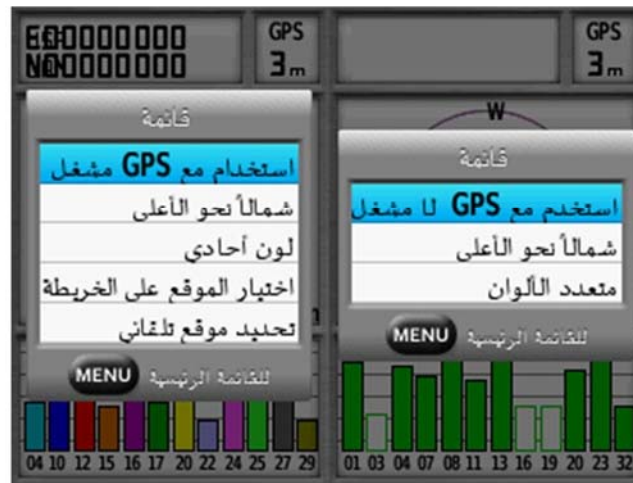 GPS
3m
قائمة
استخدام مع GPS مشغل
شمالاً نحو الأعلى
لون أحادي
اختيار الموقع على الخريطة
تحديد موقع تلقائي
MENU للقائمة الرئيسية
04 10 12 15 16 17 20 22 24 25 27 29
GPS
3m
W
قائمة
استخدم مع GPS لا مشغل
شمالاً نحو الأعلى
متعدد الألوان
MENU للقائمة الرئيسية
01 03 04 07 08 11 13 16 19 20 23 32